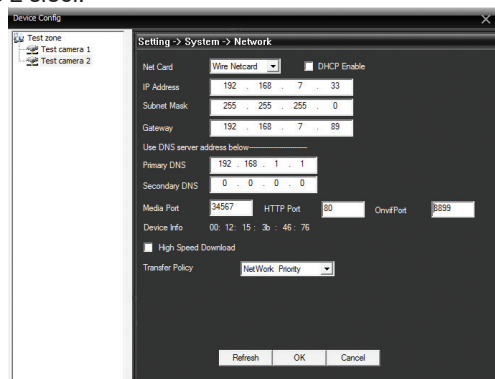 Device Config
Test zone
Test camera 1
Test camera 2
Setting -> System -> Network
Net Card Wire Netcard DHCP Enable
IP Address 192 . 168 . 7 . 33
Subnet Mask 255 . 255 . 255 . 0
Gateway 192 . 168 . 7 . 89
Use DNS server address below----------------
Primary DNS 192 . 168 . 1 . 1
Secondary DNS 0 . 0 . 0 . 0
Media Port 34567 HTTP Port 80 OnvifPort 8899
Device Info 00: 12: 15: 3b : 46: 76
High Speed Download
Transfer Policy NetWork Priority
Refresh OK Cancel